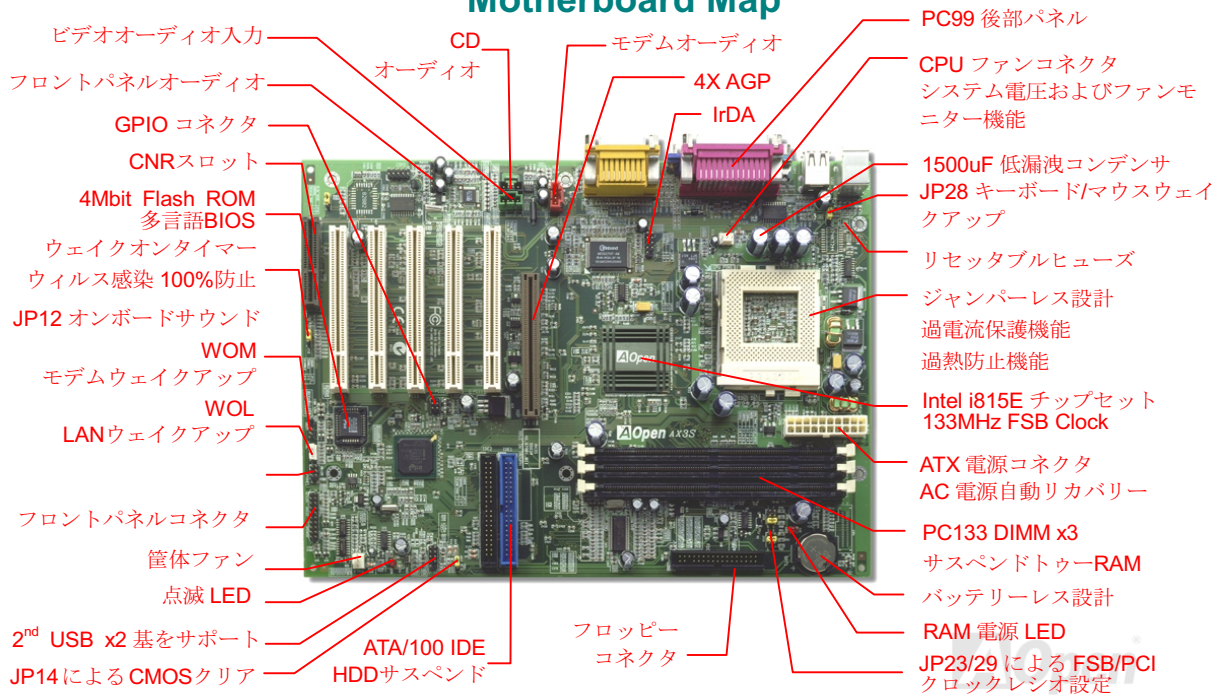 Motherboard Map
ビデオオーディオ入力
フロントパネルオーディオ
GPIO コネクタ
CNRスロット
4Mbit Flash ROM
多言語BIOS
ウェイクオンタイマー
ウィルス感染 100%防止
JP12 オンボードサウンド
WOM
モデムウェイクアップ
WOL
LANウェイクアップ
フロントパネルコネクタ
筐体ファン
点滅 LED
2nd USB x2 基をサポート
JP14による CMOSクリア
CD
オーディオ
モデムオーディオ
4X AGP
IrDA
AOpen
AOpen AX3S
ATA/100 IDE
HDDサスペンド
フロッピー
コネクタ
PC99 後部パネル
CPU ファンコネクタ
システム電圧およびファンモ
ニター機能
1500uF 低漏洩コンデンサ
JP28 キーボード/マウスウェイ
クアップ
リセッタブルヒューズ
ジャンパーレス設計
過電流保護機能
過熱防止機能
Intel i815E チップセット
133MHz FSB Clock
ATX 電源コネクタ
AC 電源自動リカバリー
PC133 DIMM x3
サスペンドトゥーRAM
バッテリーレス設計
RAM 電源 LED
JP23/29 による FSB/PCI
クロックレシオ設定
AOpen